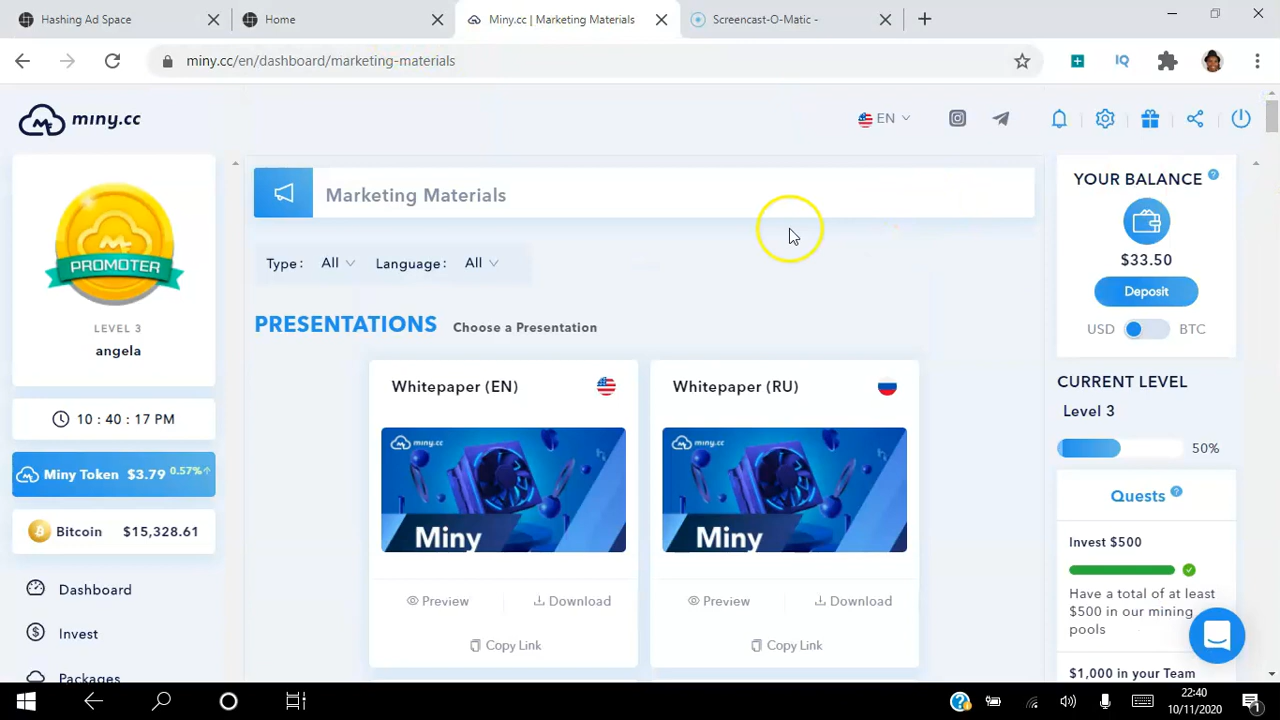 Hashing Ad Space
Home
Miny.cc | Marketing Materials
Screencast-O-Matic -
miny.cc/en/dashboard/marketing-materials
IQ
miny.cc
EN
PROMOTER
LEVEL 3
angela
10 : 40 : 17 PM
Miny Token $3.79 0.57%↑
Bitcoin $15,328.61
Dashboard
Invest
Packages
Marketing Materials
Type : All Language : All
PRESENTATIONS Choose a Presentation
Whitepaper (EN)
miny.cc
Miny
Preview Download
Copy Link
Whitepaper (RU)
miny.cc
Miny
Preview Download
Copy Link
YOUR BALANCE ?
$33.50
Deposit
USD BTC
CURRENT LEVEL
Level 3
50%
Quests ?
Invest $500
Have a total of at least
$500 in our mining
pools
$1,000 in your Team
22:40
10/11/2020